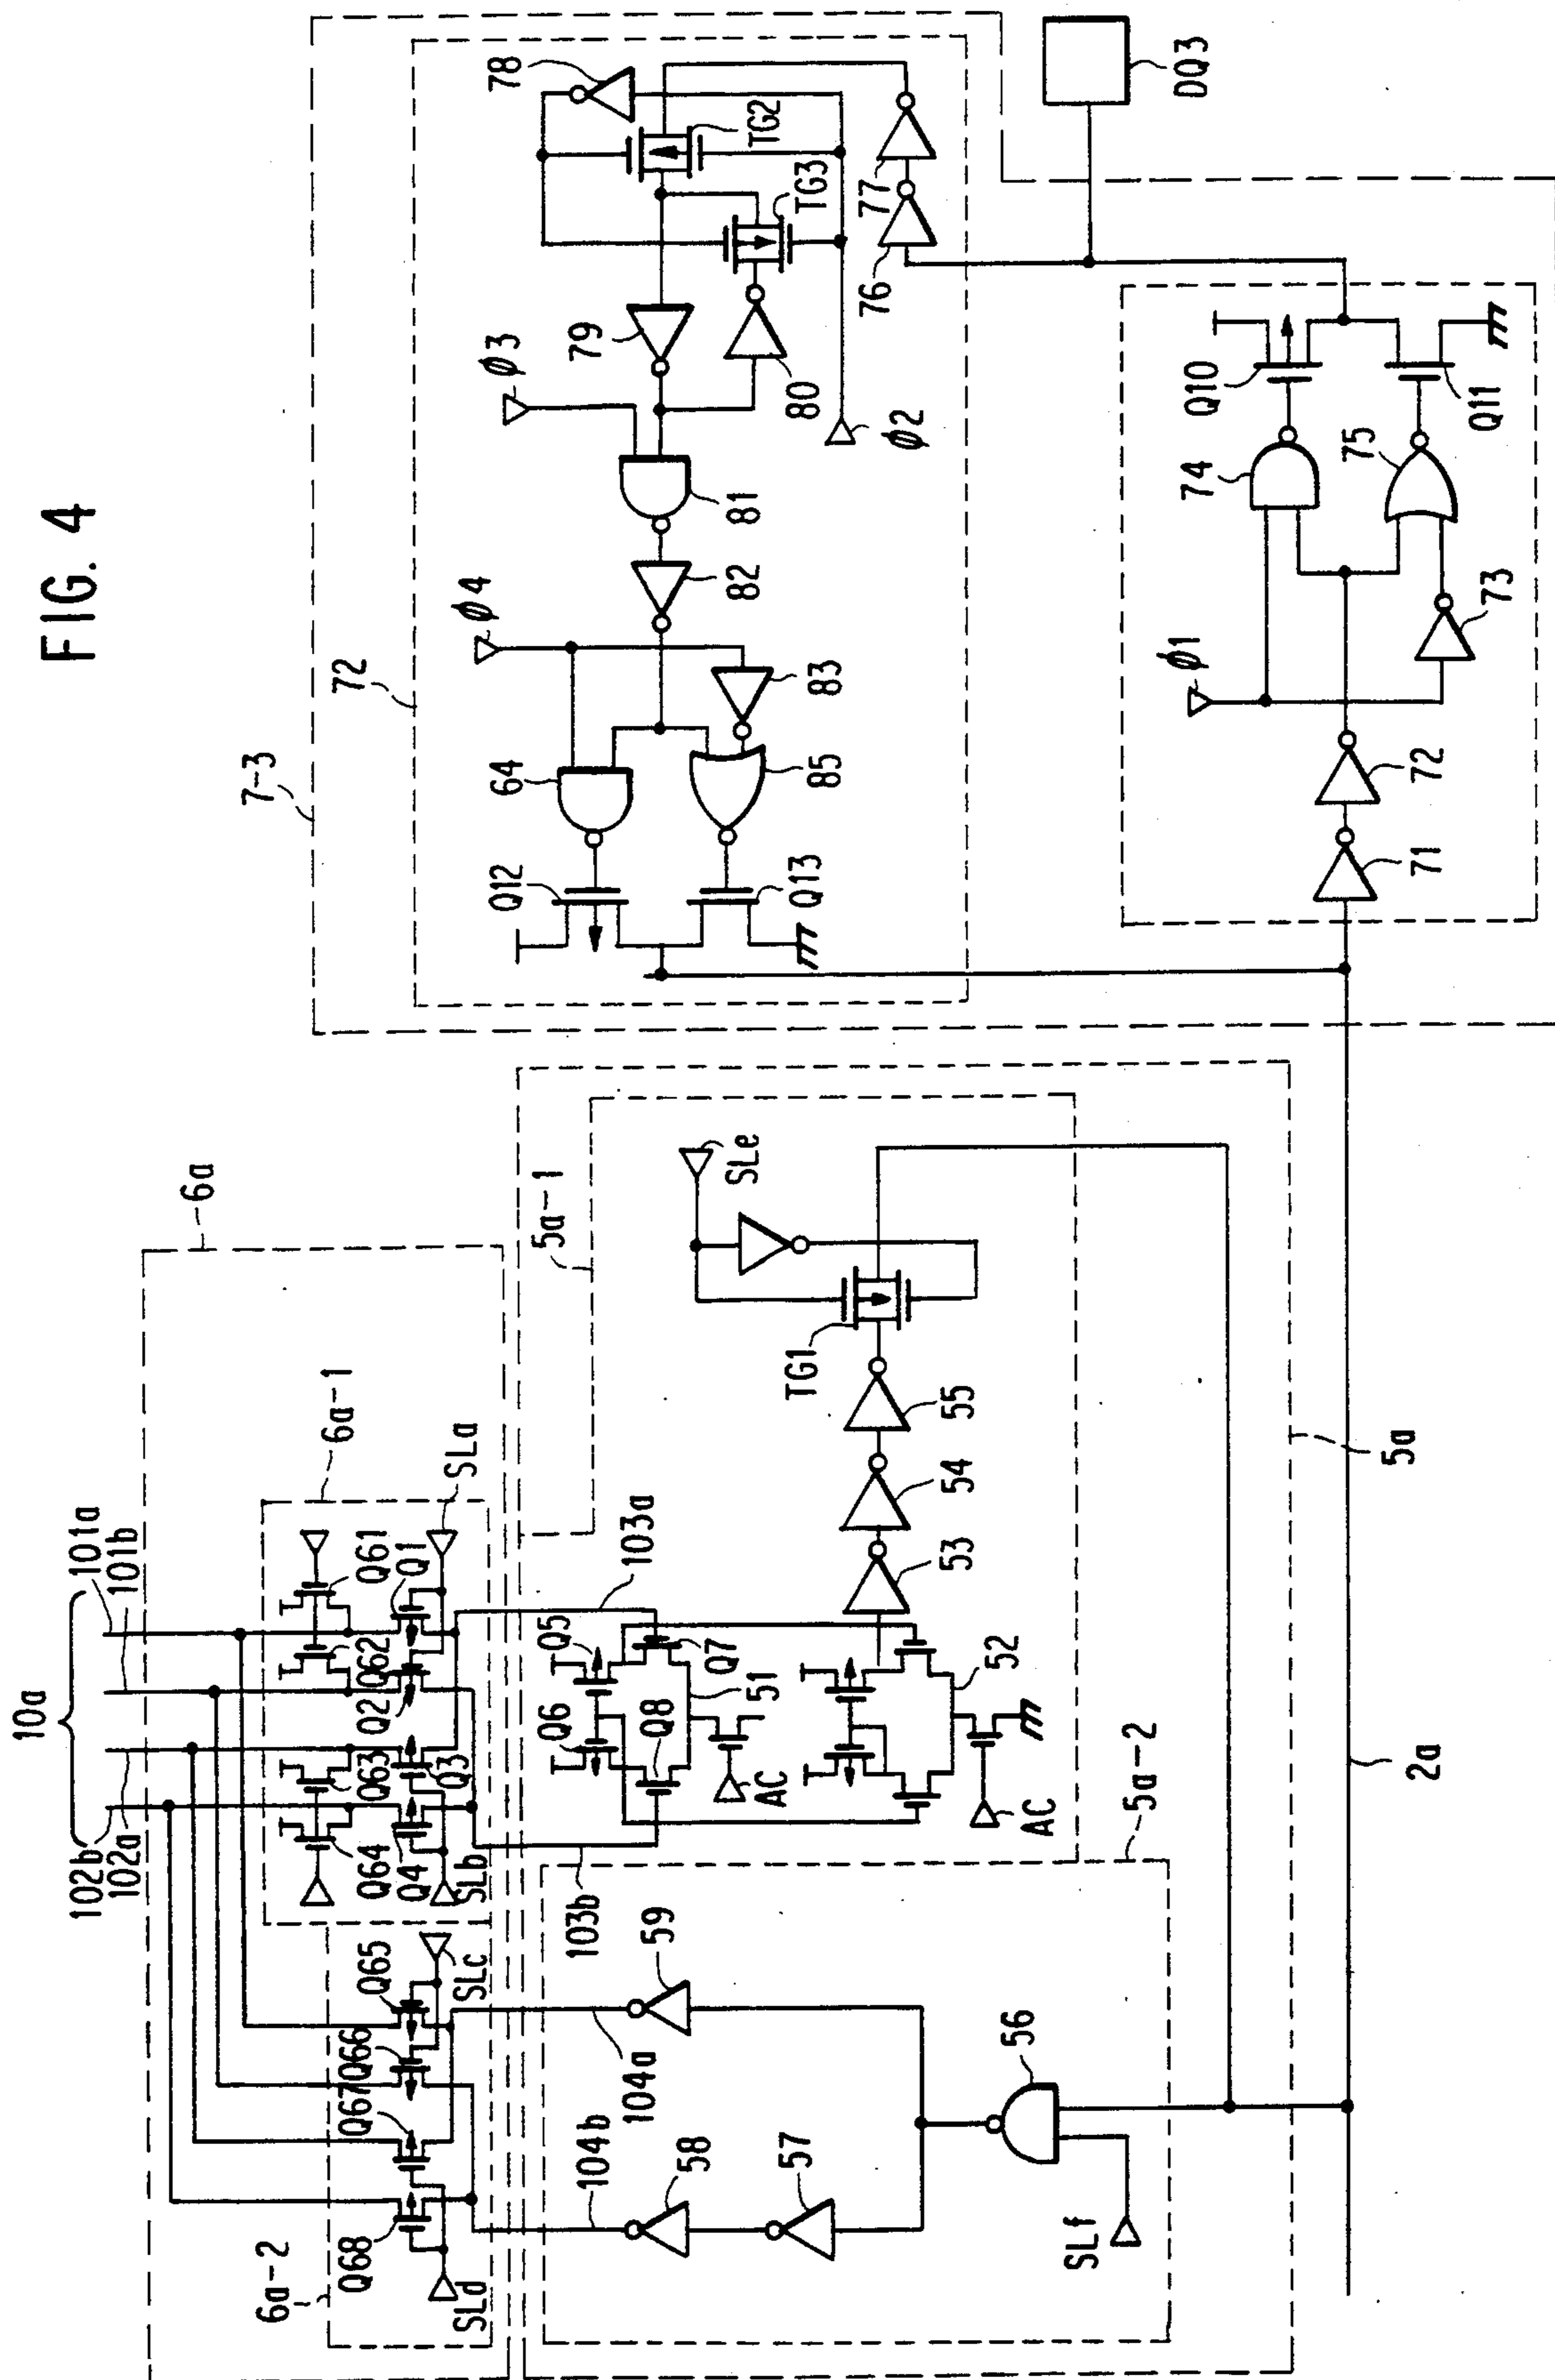 FIG. 4
7-3
72
78
TG2
TG3
79
80
ø3
ø2
76
77
DQ3
81
82
ø4
83
64
85
Q12
Q13
Q10
Q11
74
75
73
ø1
72
71
6a
10a
101a
101b
102b
102a
6a-1
SLa
Q61
Q1
Q62
Q2
Q63
Q3
Q64
Q4
SLb
103a
103b
5a-1
SLe
TG1
55
54
53
Q5
Q6
Q7
Q8
51
AC
52
AC
5a
2a
5a-2
6a-2
Q65
SLc
Q66
Q67
Q68
SLd
104a
104b
59
58
57
56
SLf